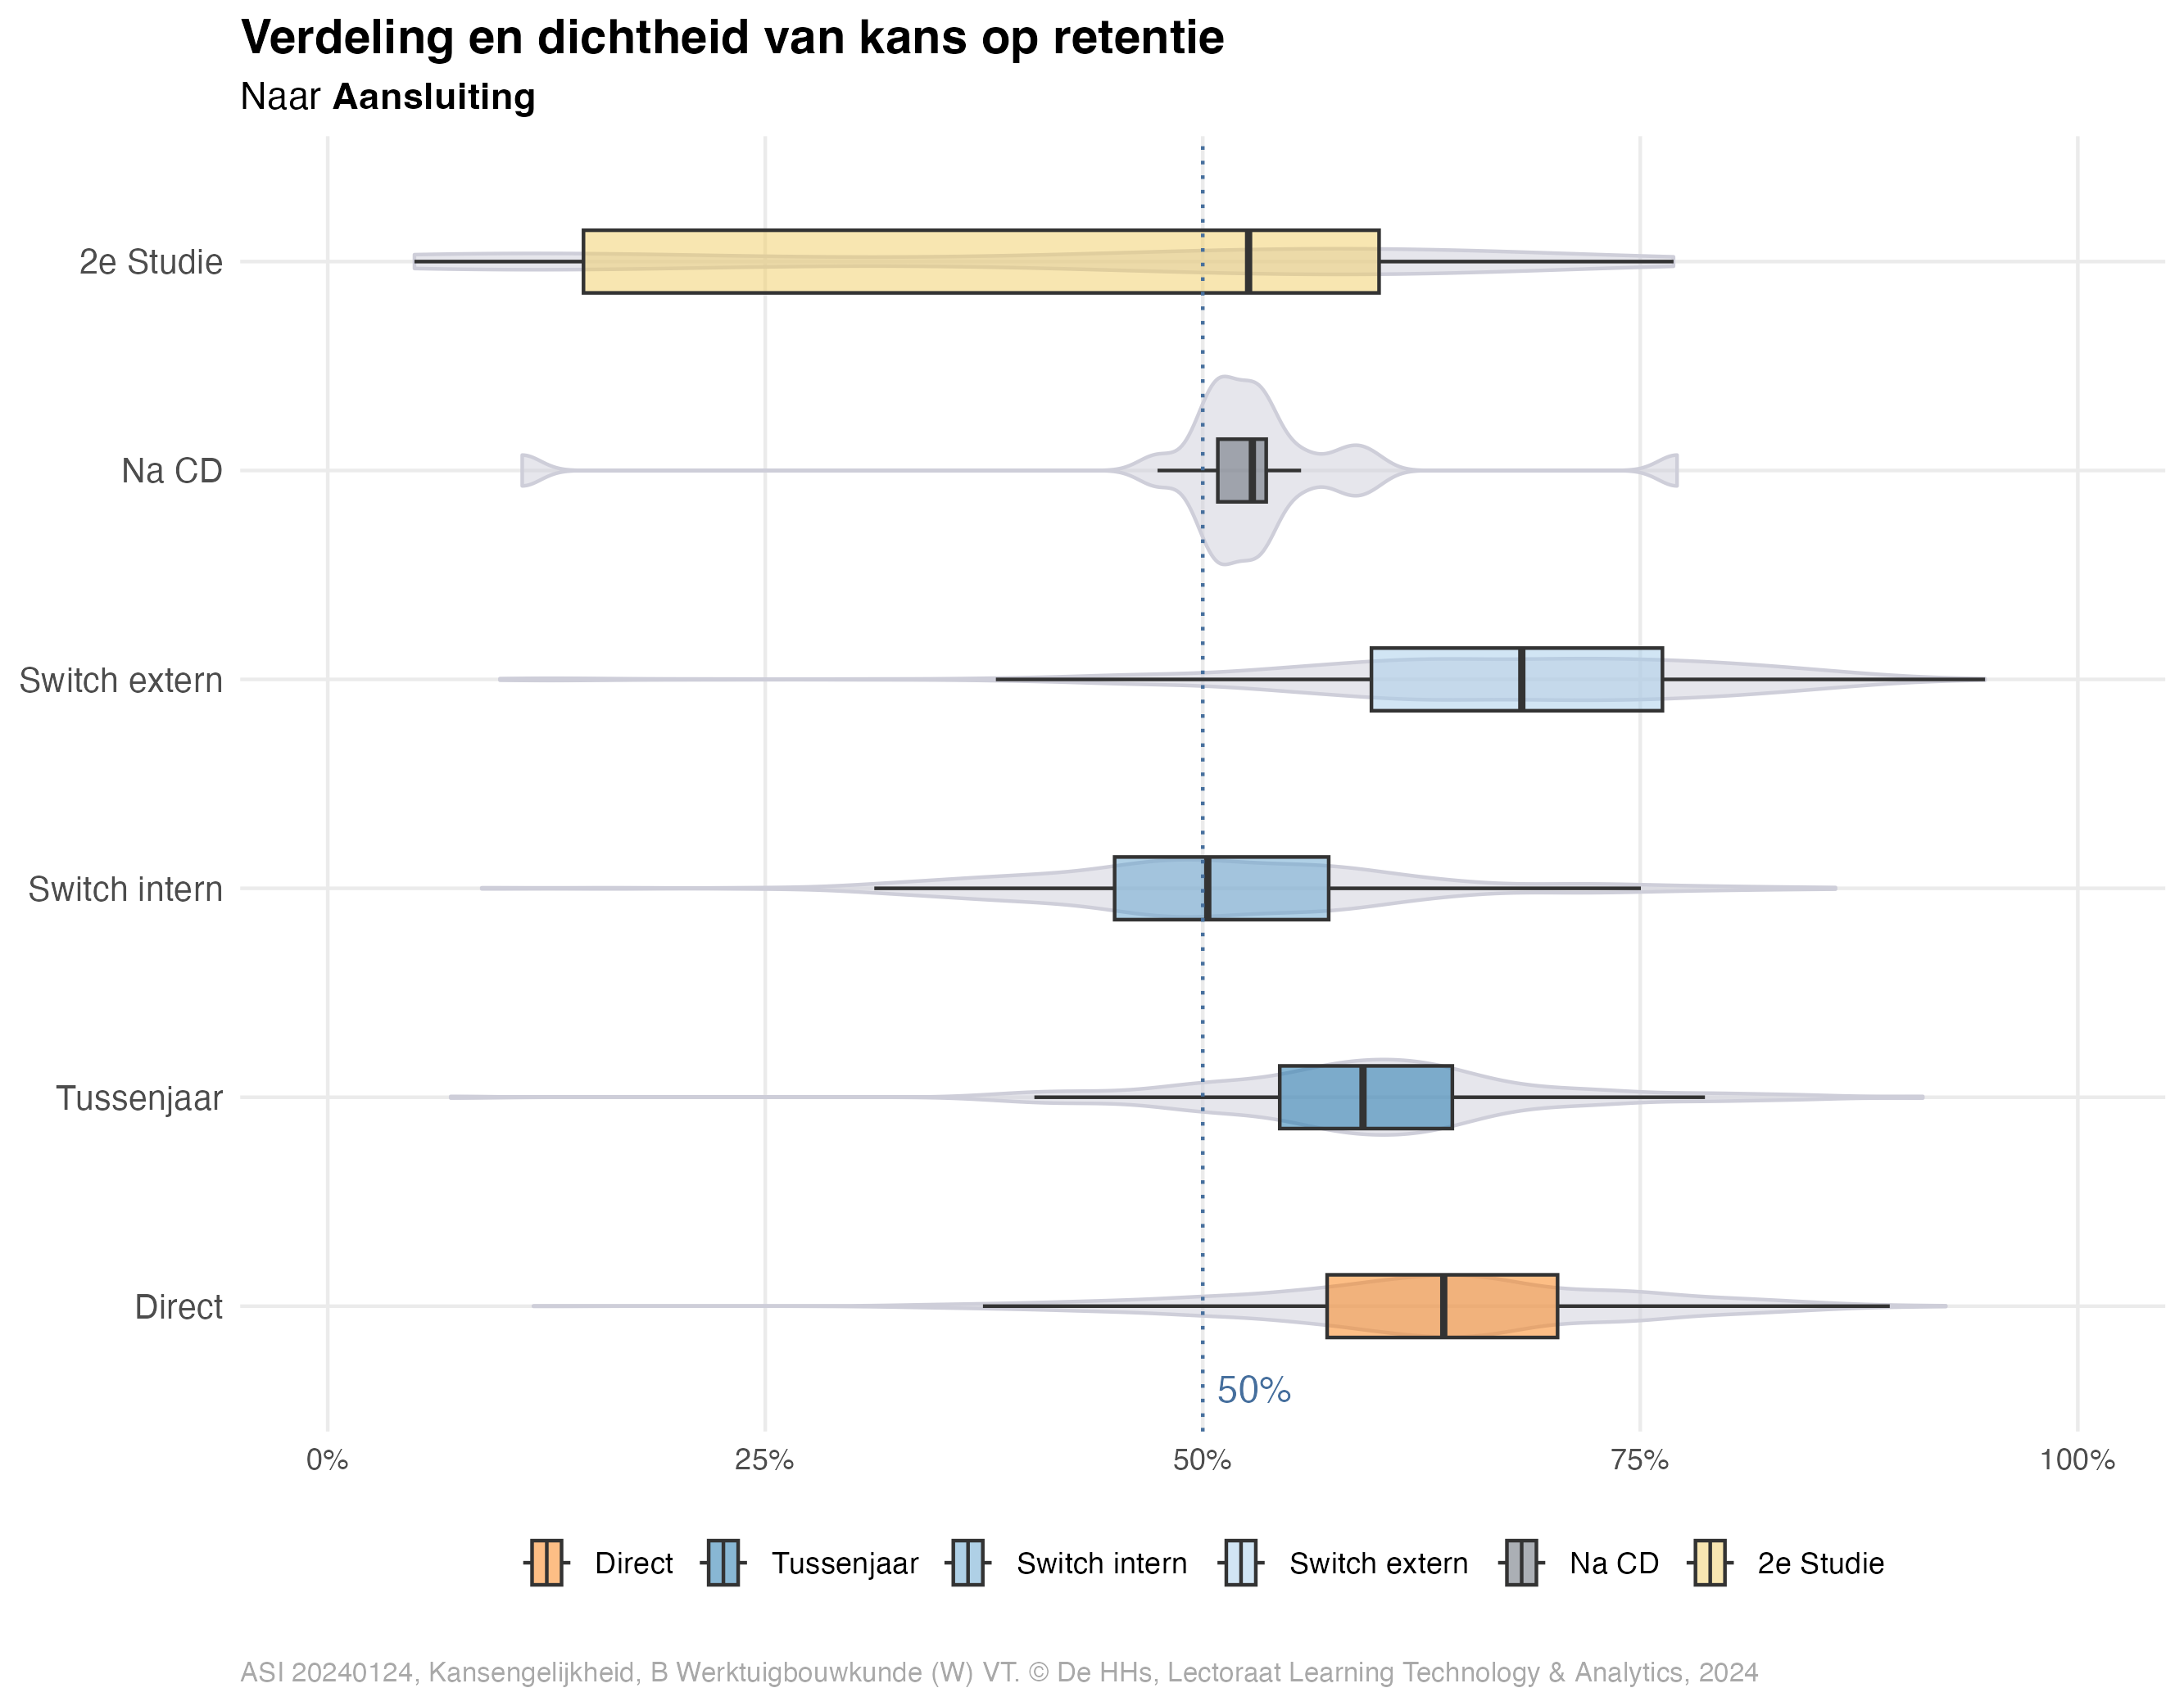 Verdeling en dichtheid van kans op retentie
Naar Aansluiting
2e Studie
Na CD
Switch extern
Switch intern
Tussenjaar
Direct
50%
0% 25% 50% 75% 100%
Direct Tussenjaar Switch intern Switch extern Na CD 2e Studie
ASI 20240124, Kansengelijkheid, B Werktuigbouwkunde (W) VT. © De HHs, Lectoraat Learning Technology & Analytics, 2024